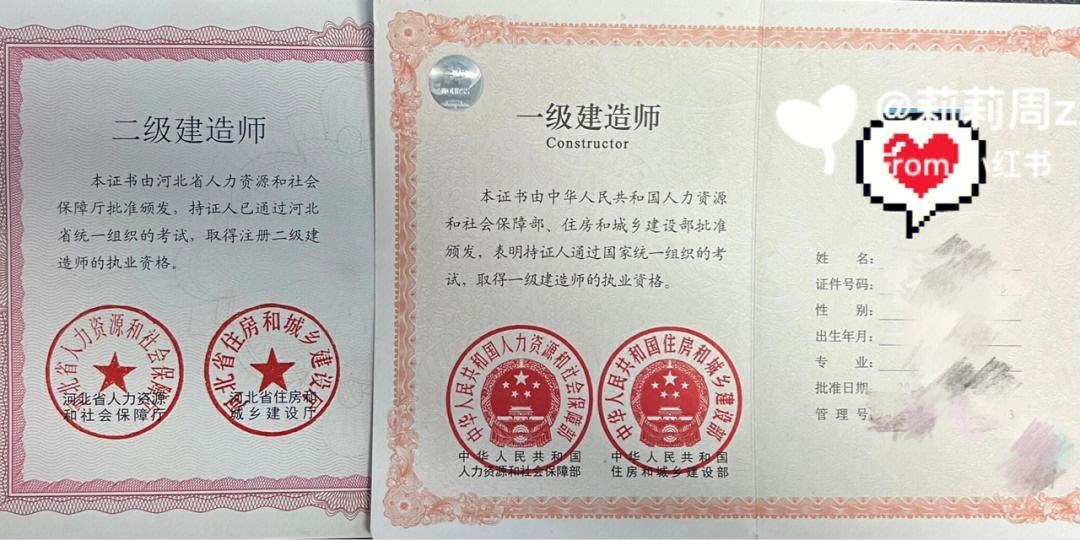 二级建造师
本证书由河北省人力资源和社会
保障厅批准颁发，持证人已通过河北
省统一组织的考试，取得注册二级建
造师的执业资格。
河北省人力资源和社会保障
河北省人力资源
和社会保障厅
河北省住房和城乡建设
河北省住房和
城乡建设厅
一级建造师
Constructor
本证书由中华人民共和国人力资源
和社会保障部、住房和城乡建设部批准
颁发，表明持证人通过国家统一组织的考
试，取得一级建造师的执业资格。
中华人民共和国人力资源和社会保障部
中华人民共和国
人力资源和社会保障部
中华人民共和国住房和城乡建设部
中华人民共和国
住房和城乡建设部
@莉莉周z
From 小红书
姓名：
证件号码：
性别：
出生年月：
专业：
批准日期：
管理号
3